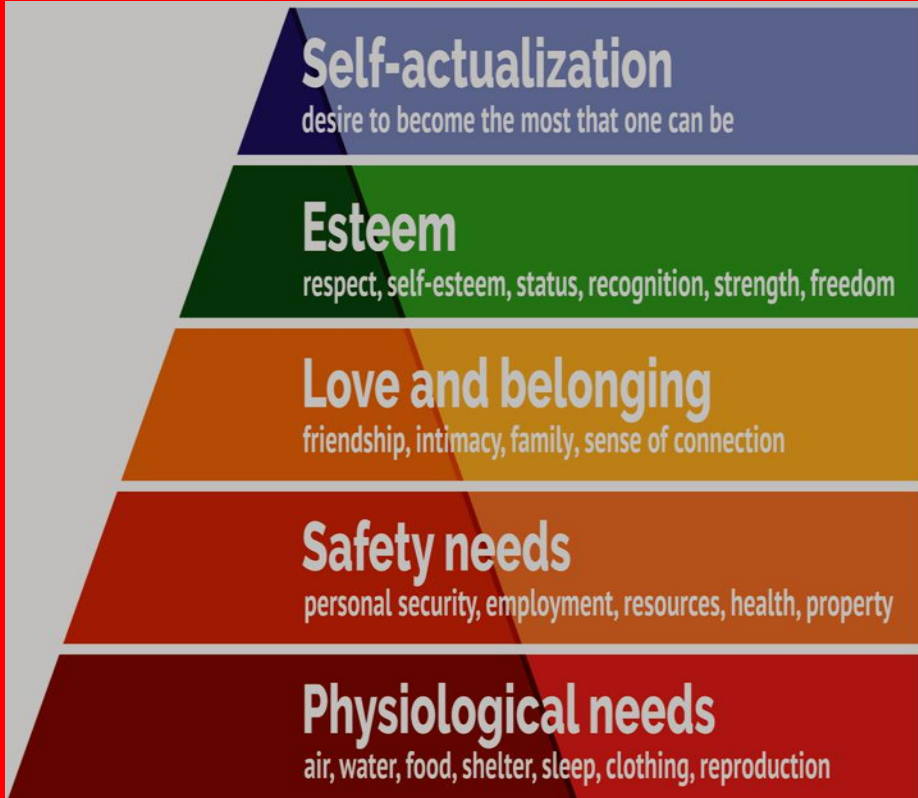 Self-actualization
desire to become the most that one can be
Esteem
respect, self-esteem, status, recognition, strength, freedom
Love and belonging
friendship, intimacy, family, sense of connection
Safety needs
personal security, employment, resources, health, property
Physiological needs
air, water, food, shelter, sleep, clothing, reproduction